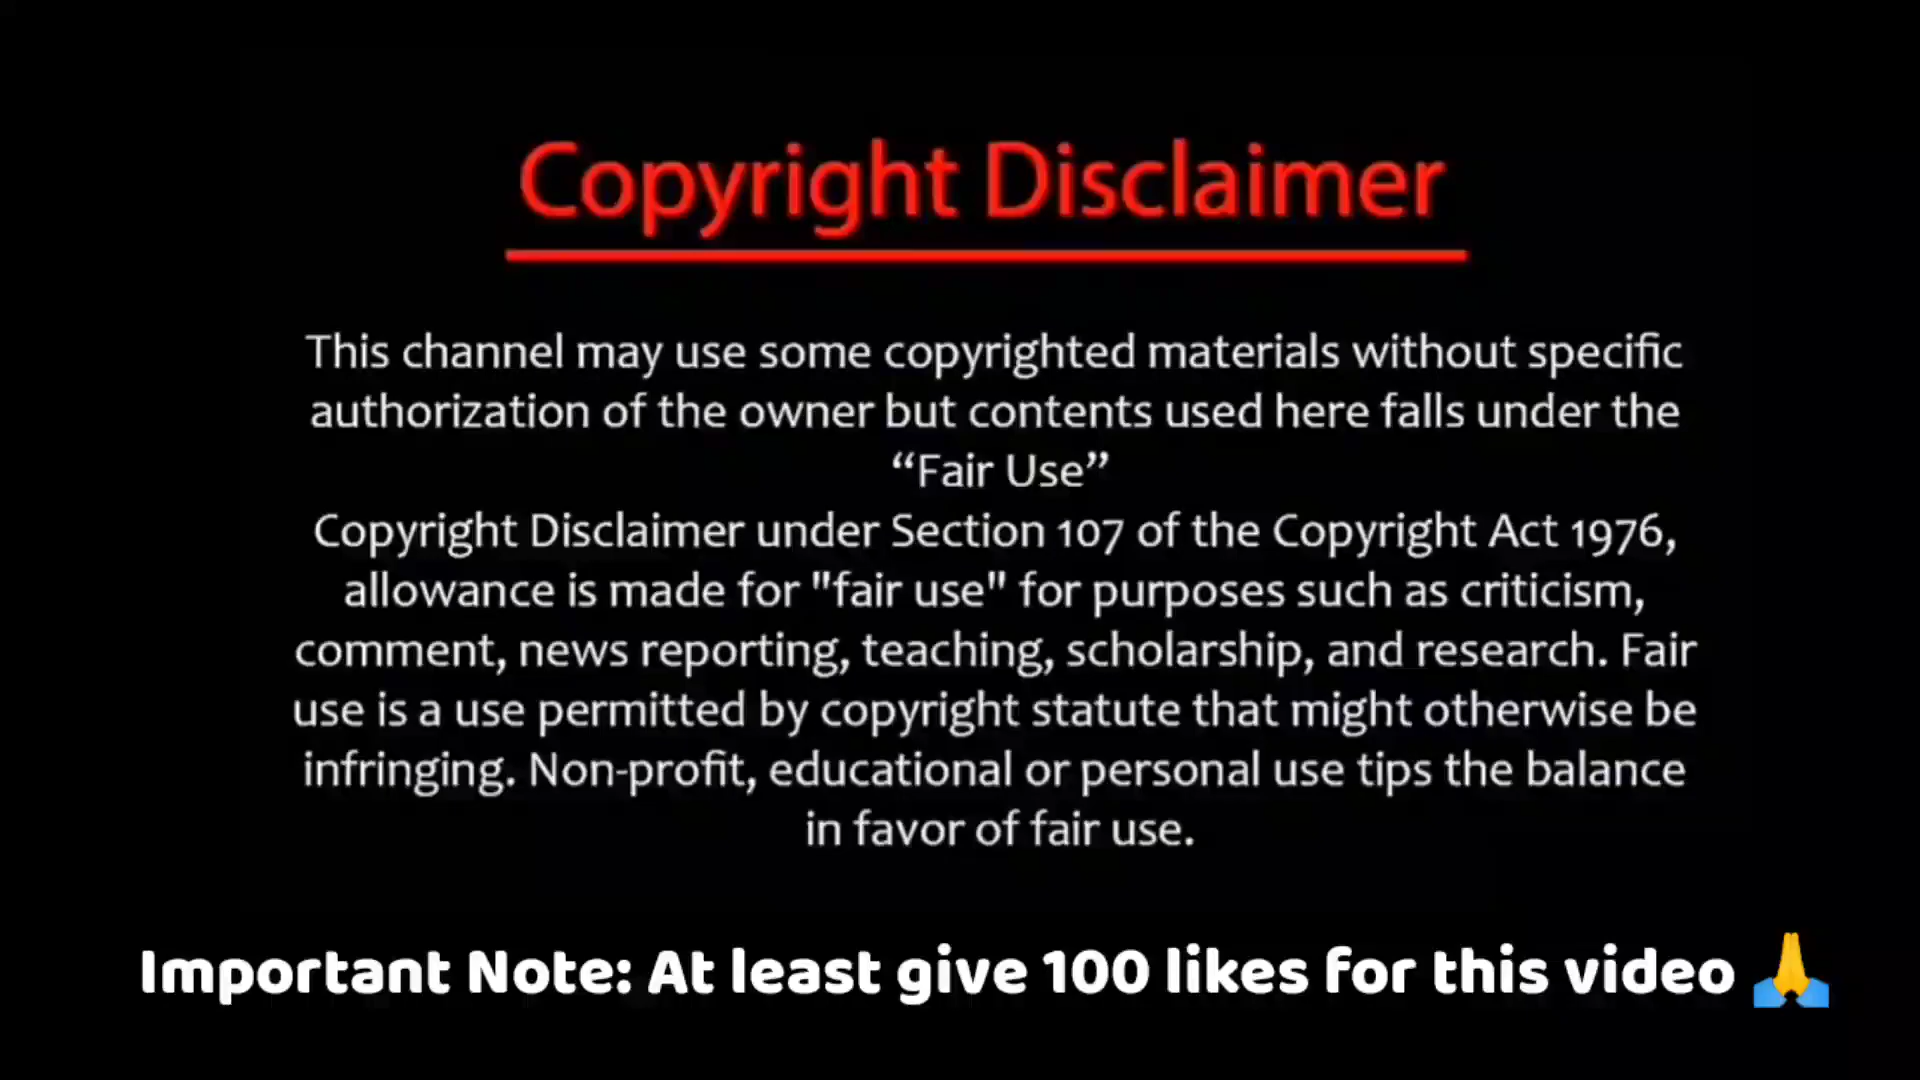 Copyright Disclaimer
This channel may use some copyrighted materials without specific
authorization of the owner but contents used here falls under the
“Fair Use”
Copyright Disclaimer under Section 107 of the Copyright Act 1976,
allowance is made for "fair use" for purposes such as criticism,
comment, news reporting, teaching, scholarship, and research. Fair
use is a use permitted by copyright statute that might otherwise be
infringing. Non-profit, educational or personal use tips the balance
in favor of fair use.
Important Note: At least give 100 likes for this video 🙏